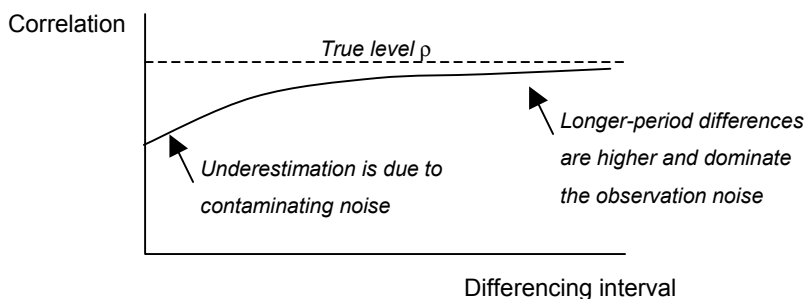 Correlation
True level ρ
Longer-period differences
are higher and dominate
the observation noise
Underestimation is due to
contaminating noise
Differencing interval